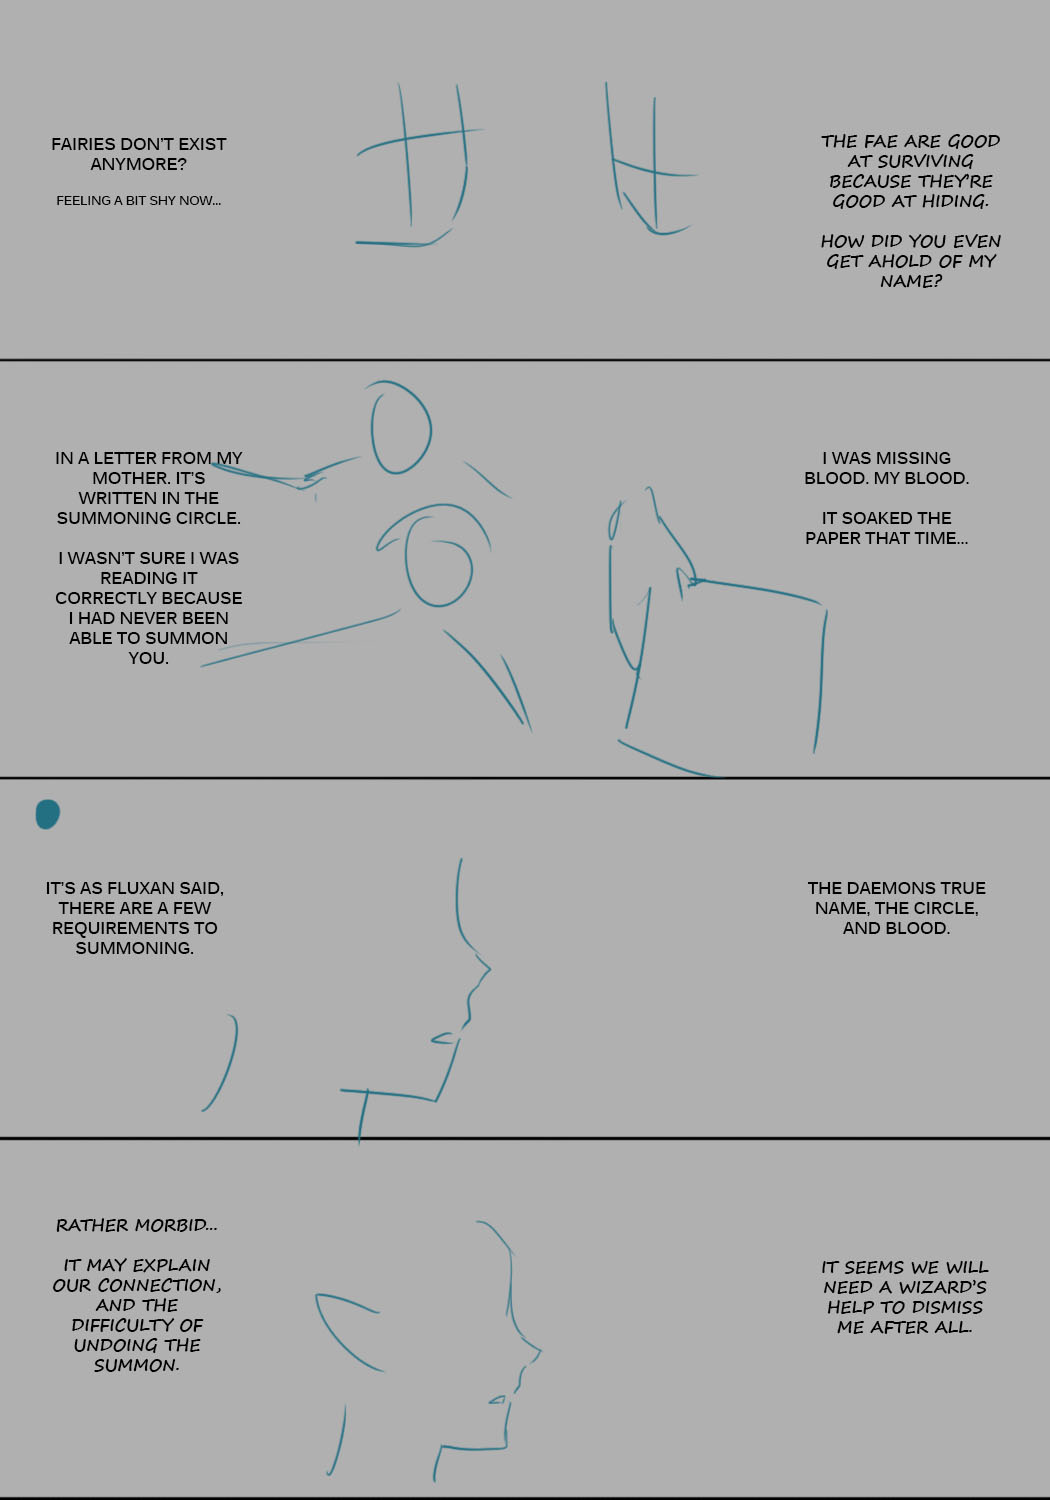 FAIRIES DON'T EXIST
ANYMORE?
FEELING A BIT SHY NOW...
THE FAE ARE GOOD
AT SURVIVING
BECAUSE THEY'RE
GOOD AT HIDING.
HOW DID YOU EVEN
GET AHOLD OF MY
NAME?
IN A LETTER FROM MY
MOTHER. IT'S
WRITTEN IN THE
SUMMONING CIRCLE.
I WASN'T SURE I WAS
READING IT
CORRECTLY BECAUSE
I HAD NEVER BEEN
ABLE TO SUMMON
YOU.
I WAS MISSING
BLOOD. MY BLOOD.
IT SOAKED THE
PAPER THAT TIME...
IT'S AS FLUXAN SAID,
THERE ARE A FEW
REQUIREMENTS TO
SUMMONING.
THE DAEMONS TRUE
NAME, THE CIRCLE,
AND BLOOD.
RATHER MORBID...
IT MAY EXPLAIN
OUR CONNECTION,
AND THE
DIFFICULTY OF
UNDOING THE
SUMMON.
IT SEEMS WE WILL
NEED A WIZARD'S
HELP TO DISMISS
ME AFTER ALL.